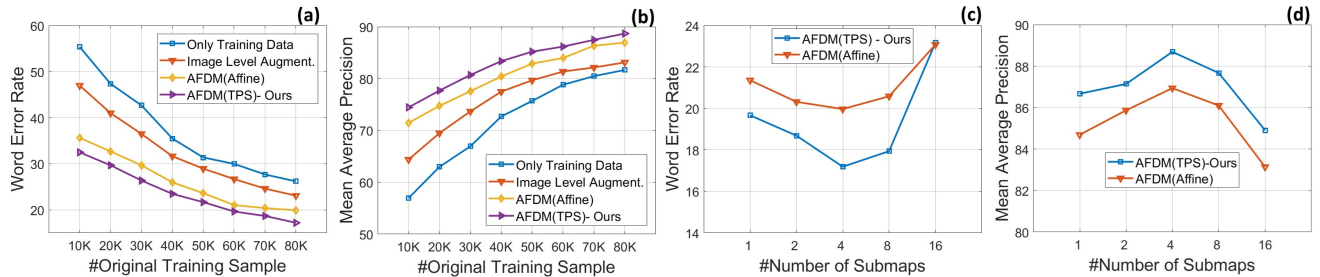 (a)
60
50
40
30
20
Word Error Rate
Only Training Data
Image Level Augment.
AFDM(Affine)
AFDM(TPS)- Ours
10K 20K 30K 40K 50K 60K 70K 80K
#Original Training Sample
(b)
100
90
80
70
60
50
Mean Average Precision
Only Training Data
Image Level Augment.
AFDM(Affine)
AFDM(TPS)- Ours
10K 20K 30K 40K 50K 60K 70K 80K
#Original Training Sample
(c)
24
22
20
18
16
14
Word Error Rate
AFDM(TPS) - Ours
AFDM(Affine)
1 2 4 8 16
#Number of Submaps
(d)
90
88
86
84
82
80
Mean Average Precision
AFDM(TPS)-Ours
AFDM(Affine)
1 2 4 8 16
#Number of Submaps